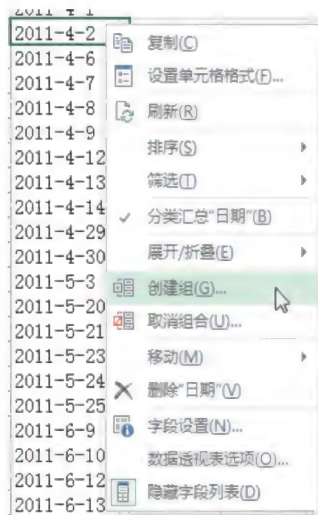 2011-4-1
2011-4-2
2011-4-6
2011-4-7
2011-4-8
2011-4-9
2011-4-12
2011-4-13
2011-4-14
2011-4-29
2011-4-30
2011-5-3
2011-5-20
2011-5-21
2011-5-23
2011-5-24
2011-5-25
2011-6-9
2011-6-10
2011-6-12
2011-6-13
复制(C)
设置单元格格式(F)...
刷新(R)
排序(S)
筛选(T)
分类汇总"日期"(B)
展开/折叠(E)
创建组(G)...
取消组合(U)...
移动(M)
删除"日期"(V)
字段设置(N)...
数据透视表选项(O)...
隐藏字段列表(D)